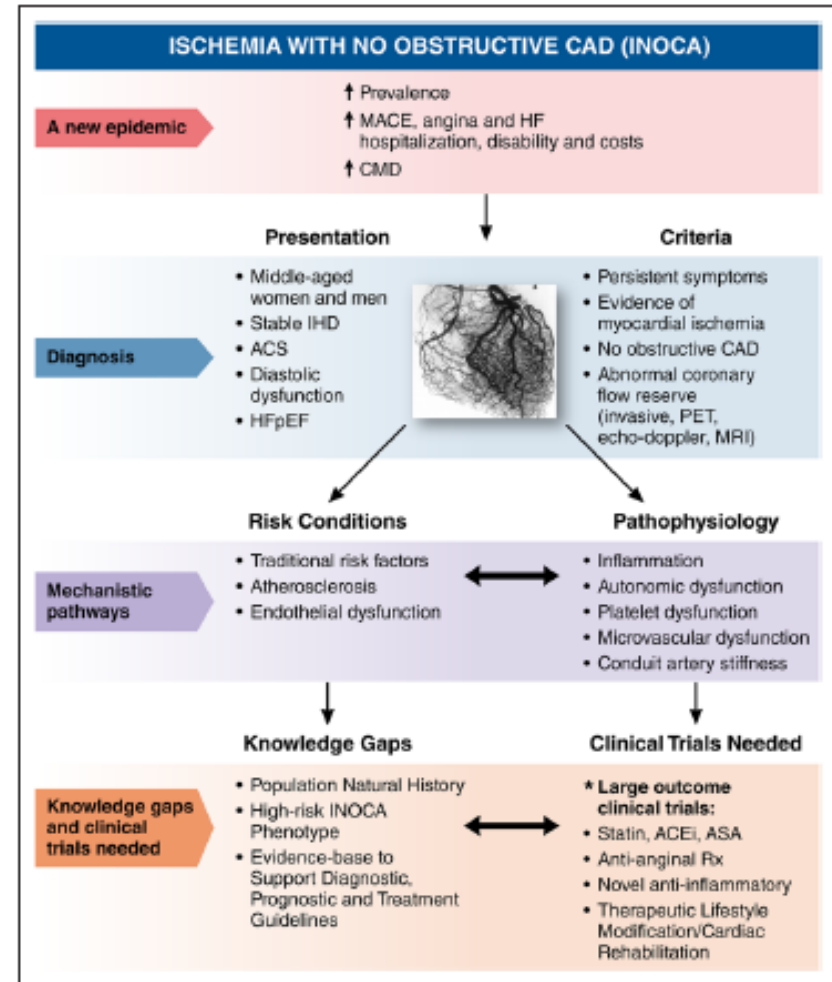 ISCHEMIA WITH NO OBSTRUCTIVE CAD (INOCA)
A new epidemic
↑ Prevalence
↑ MACE, angina and HF
hospitalization, disability and costs
↑ CMD
Diagnosis
Presentation
• Middle-aged
women and men
• Stable IHD
• ACS
• Diastolic
dysfunction
• HFpEF
Criteria
• Persistent symptoms
• Evidence of
myocardial ischemia
• No obstructive CAD
• Abnormal coronary
flow reserve
(invasive, PET,
echo-doppler, MRI)
Mechanistic
pathways
Risk Conditions
• Traditional risk factors
• Atherosclerosis
• Endothelial dysfunction
Pathophysiology
• Inflammation
• Autonomic dysfunction
• Platelet dysfunction
• Microvascular dysfunction
• Conduit artery stiffness
Knowledge gaps
and clinical
trials needed
Knowledge Gaps
• Population Natural History
• High-risk INOCA
Phenotype
• Evidence-base to
Support Diagnostic,
Prognostic and Treatment
Guidelines
Clinical Trials Needed
* Large outcome
clinical trials:
• Statin, ACEi, ASA
• Anti-anginal Rx
• Novel anti-inflammatory
• Therapeutic Lifestyle
Modification/Cardiac
Rehabilitation